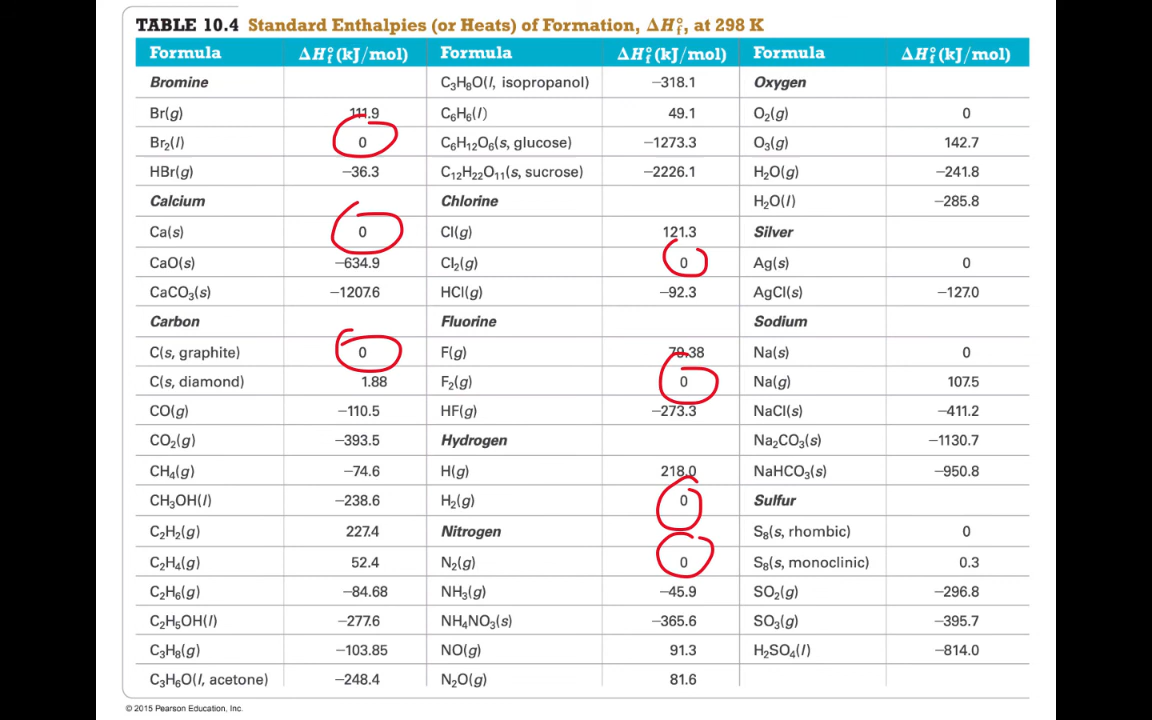 TABLE 10.4 Standard Enthalpies (or Heats) of Formation, ΔH°f, at 298 K
Formula ΔH°f (kJ/mol) Formula ΔH°f (kJ/mol) Formula ΔH°f (kJ/mol)
Bromine C₃H₈O(l, isopropanol) −318.1 Oxygen
Br(g) 111.9 C₆H₆(l) 49.1 O₂(g) 0
Br₂(l) 0 C₆H₁₂O₆(s, glucose) −1273.3 O₃(g) 142.7
HBr(g) −36.3 C₁₂H₂₂O₁₁(s, sucrose) −2226.1 H₂O(g) −241.8
Calcium Chlorine H₂O(l) −285.8
Ca(s) 0 Cl(g) 121.3 Silver
CaO(s) −634.9 Cl₂(g) 0 Ag(s) 0
CaCO₃(s) −1207.6 HCl(g) −92.3 AgCl(s) −127.0
Carbon Fluorine Sodium
C(s, graphite) 0 F(g) 79.38 Na(s) 0
C(s, diamond) 1.88 F₂(g) 0 Na(g) 107.5
CO(g) −110.5 HF(g) −273.3 NaCl(s) −411.2
CO₂(g) −393.5 Hydrogen Na₂CO₃(s) −1130.7
CH₄(g) −74.6 H(g) 218.0 NaHCO₃(s) −950.8
CH₃OH(l) −238.6 H₂(g) 0 Sulfur
C₂H₂(g) 227.4 Nitrogen S₈(s, rhombic) 0
C₂H₄(g) 52.4 N₂(g) 0 S₈(s, monoclinic) 0.3
C₂H₆(g) −84.68 NH₃(g) −45.9 SO₂(g) −296.8
C₂H₅OH(l) −277.6 NH₄NO₃(s) −365.6 SO₃(g) −395.7
C₃H₈(g) −103.85 NO(g) 91.3 H₂SO₄(l) −814.0
C₃H₆O(l, acetone) −248.4 N₂O(g) 81.6
© 2015 Pearson Education, Inc.